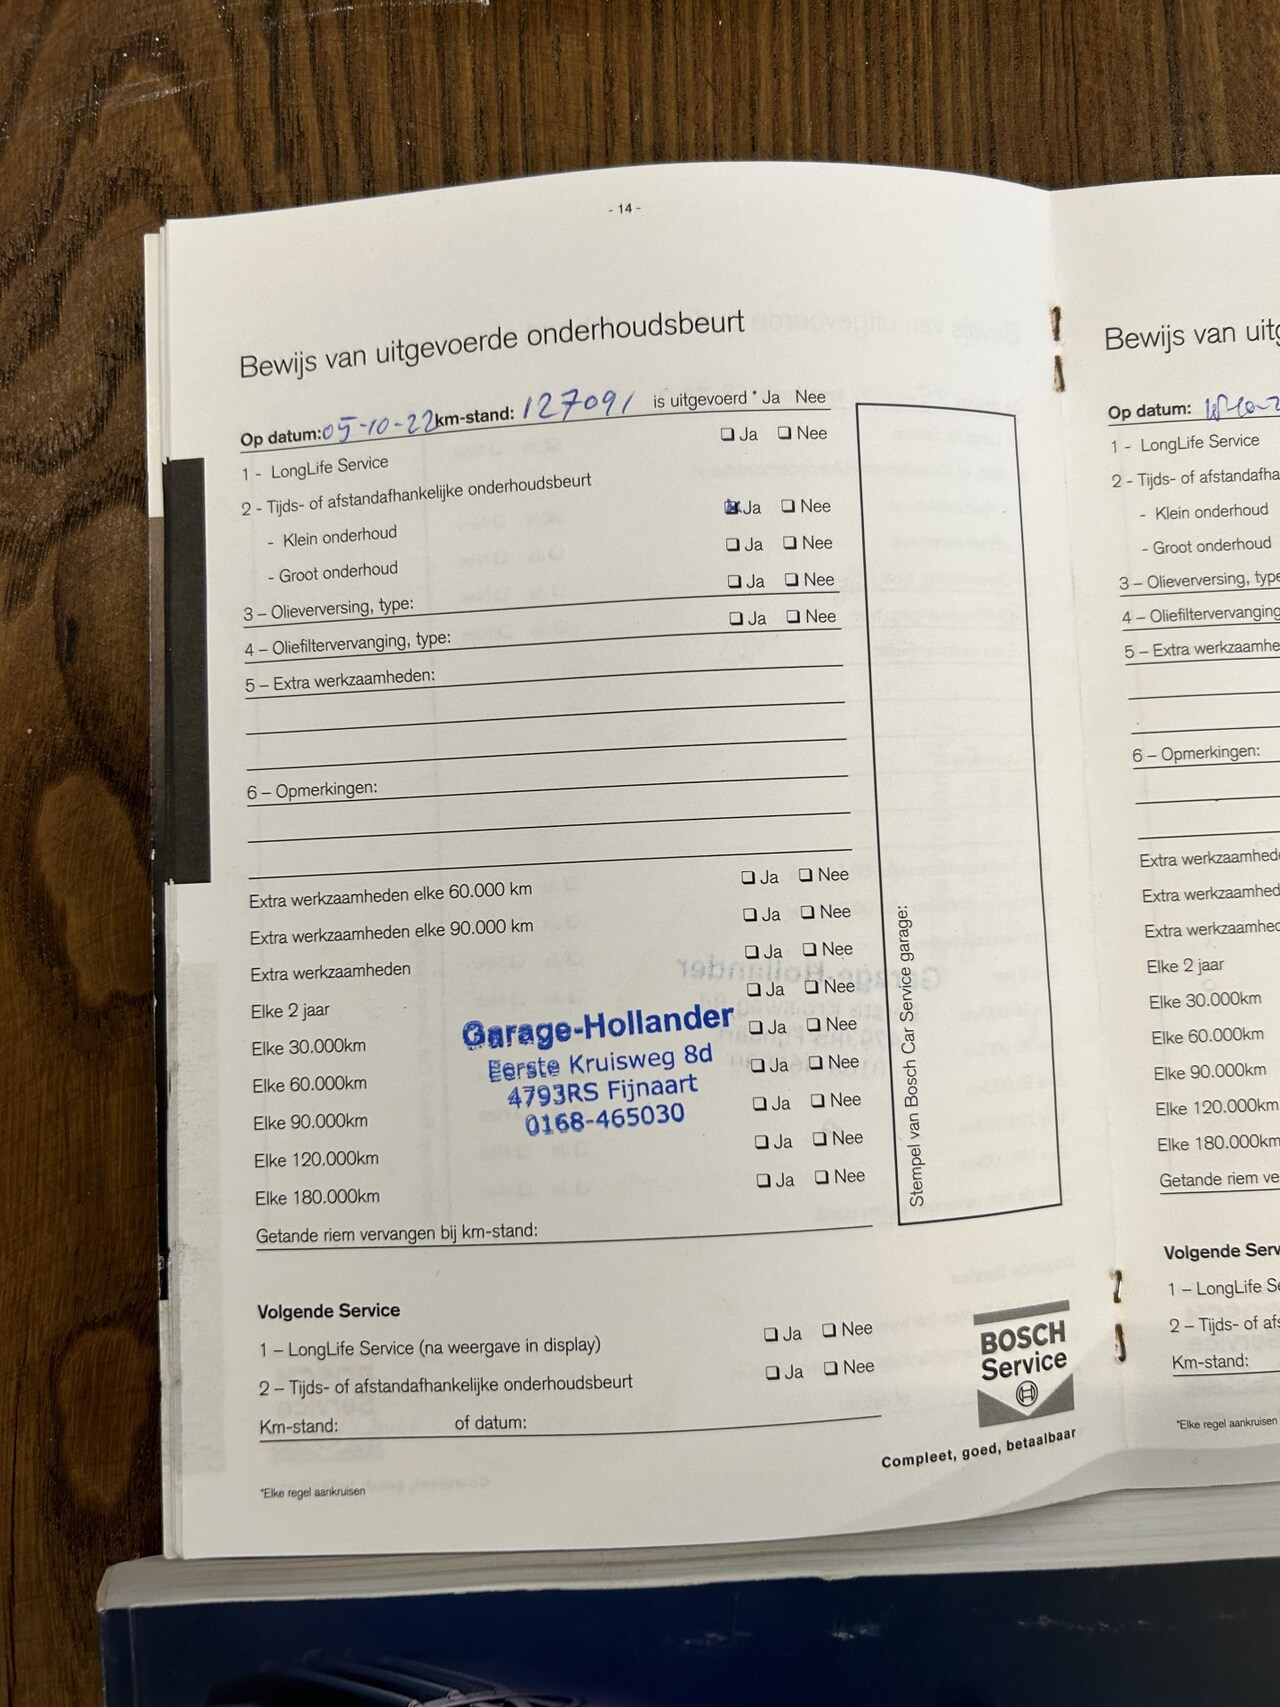 - 14 -
Bewijs van uitgevoerde onderhoudsbeurt
Op datum: 05-10-22 km-stand: 127091 is uitgevoerd * Ja Nee
1 - LongLife Service Ja Nee
2 - Tijds- of afstandafhankelijke onderhoudsbeurt
- Klein onderhoud Ja Nee
- Groot onderhoud Ja Nee
3 – Olieverversing, type: Ja Nee
4 – Oliefiltervervanging, type: Ja Nee
5 – Extra werkzaamheden:
6 – Opmerkingen:
Extra werkzaamheden elke 60.000 km Ja Nee
Extra werkzaamheden elke 90.000 km Ja Nee
Extra werkzaamheden Ja Nee
Elke 2 jaar Ja Nee
Elke 30.000km Ja Nee
Elke 60.000km Ja Nee
Elke 90.000km Ja Nee
Elke 120.000km Ja Nee
Elke 180.000km Ja Nee
Garage-Hollander
Eerste Kruisweg 8d
4793RS Fijnaart
0168-465030
Getande riem vervangen bij km-stand:
Stempel van Bosch Car Service garage:
Volgende Service
1 – LongLife Service (na weergave in display) Ja Nee
2 – Tijds- of afstandafhankelijke onderhoudsbeurt Ja Nee
Km-stand: of datum:
*Elke regel aankruisen
BOSCH
Service
Compleet, goed, betaalbaar
Bewijs van uitg
Op datum:
1 - LongLife Service
2 - Tijds- of afstandafha
- Klein onderhoud
- Groot onderhoud
3 – Olieverversing, type
4 – Oliefiltervervanging
5 – Extra werkzaamhe
6 – Opmerkingen:
Extra werkzaamhed
Extra werkzaamhed
Extra werkzaamhed
Elke 2 jaar
Elke 30.000km
Elke 60.000km
Elke 90.000km
Elke 120.000km
Elke 180.000km
Getande riem ve
Volgende Serv
1 – LongLife Se
2 – Tijds- of afs
Km-stand:
*Elke regel aankruisen